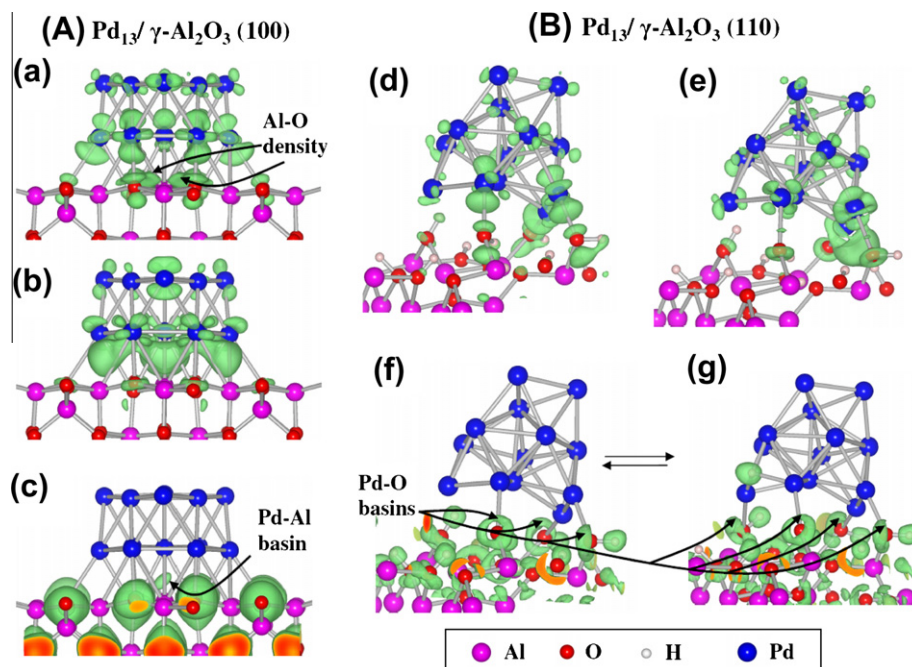 (A) Pd13/ γ-Al2O3 (100)
(B) Pd13/ γ-Al2O3 (110)
(a)
Al-O
density
(b)
(c)
Pd-Al
basin
(d)
(e)
(f)
(g)
Pd-O
basins
Al O H Pd